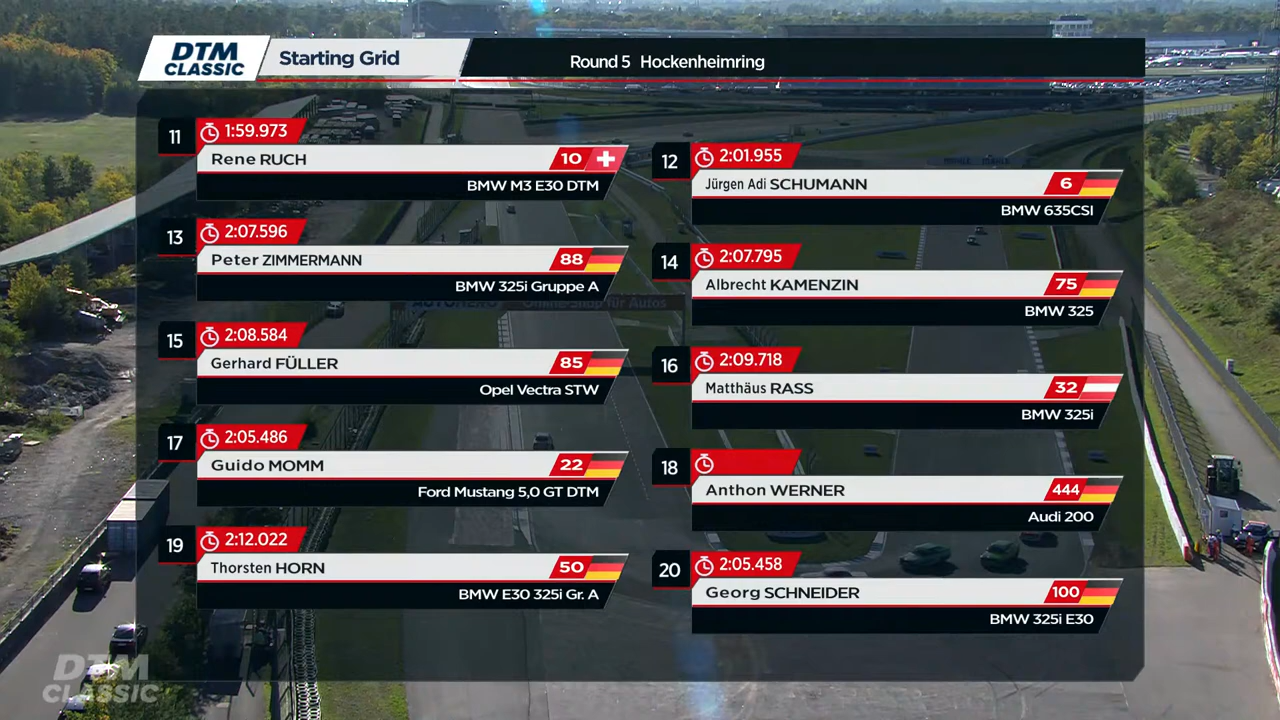 DTM
CLASSIC
Starting Grid
Round 5 Hockenheimring
11
1:59.973
Rene RUCH
10
BMW M3 E30 DTM
12
2:01.955
Jürgen Adi SCHUMANN
6
BMW 635CSI
13
2:07.596
Peter ZIMMERMANN
88
BMW 325i Gruppe A
14
2:07.795
Albrecht KAMENZIN
75
BMW 325
AUTOHERO Online Shop für Autos
15
2:08.584
Gerhard FÜLLER
85
Opel Vectra STW
16
2:09.718
Matthäus RASS
32
BMW 325i
17
2:05.486
Guido MOMM
22
Ford Mustang 5,0 GT DTM
18
Anthon WERNER
444
Audi 200
19
2:12.022
Thorsten HORN
50
BMW E30 325i Gr. A
20
2:05.458
Georg SCHNEIDER
100
BMW 325i E30
DTM
CLASSIC